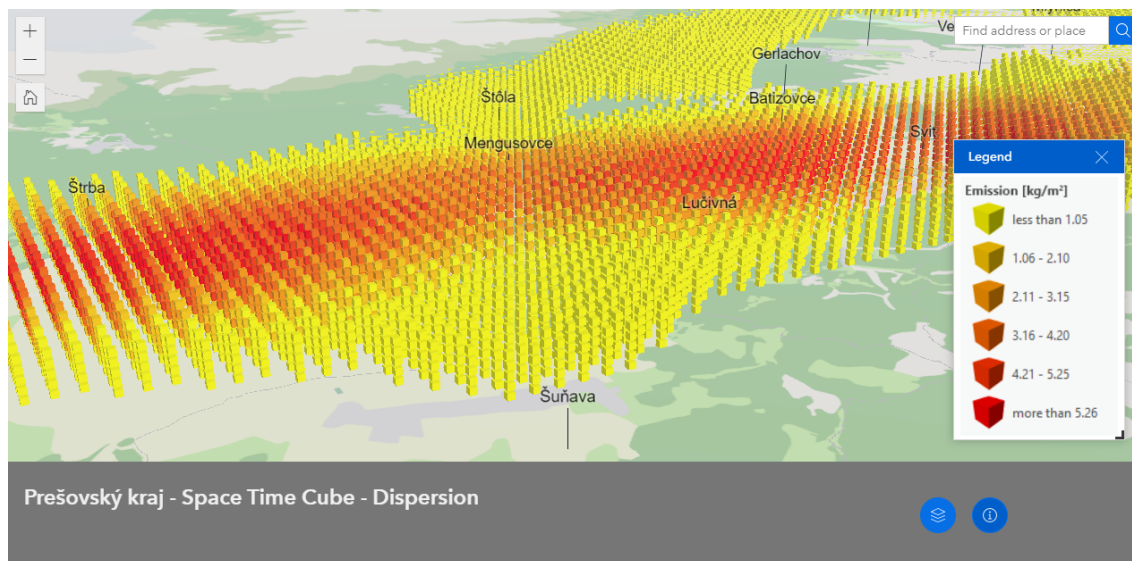 Find address or place
Gerlachov
Štôla
Batizovce
Mengusovce
Svit
Štrba
Lučivná
Šuňava
Legend
Emission [kg/m²]
less than 1.05
1.06 - 2.10
2.11 - 3.15
3.16 - 4.20
4.21 - 5.25
more than 5.26
Prešovský kraj - Space Time Cube - Dispersion